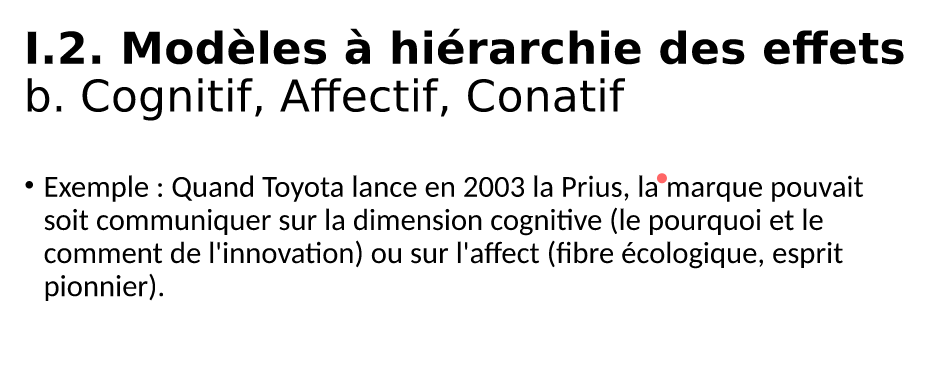 I.2. Modèles à hiérarchie des effets
b. Cognitif, Affectif, Conatif
• Exemple : Quand Toyota lance en 2003 la Prius, la marque pouvait
soit communiquer sur la dimension cognitive (le pourquoi et le
comment de l'innovation) ou sur l'affect (fibre écologique, esprit
pionnier).